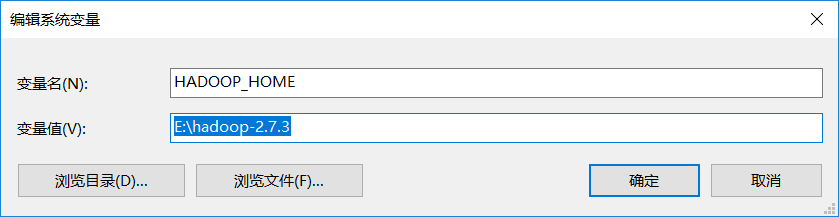 编辑系统变量
变量名(N): HADOOP_HOME
变量值(V): E:\hadoop-2.7.3
浏览目录(D)... 浏览文件(F)... 确定 取消